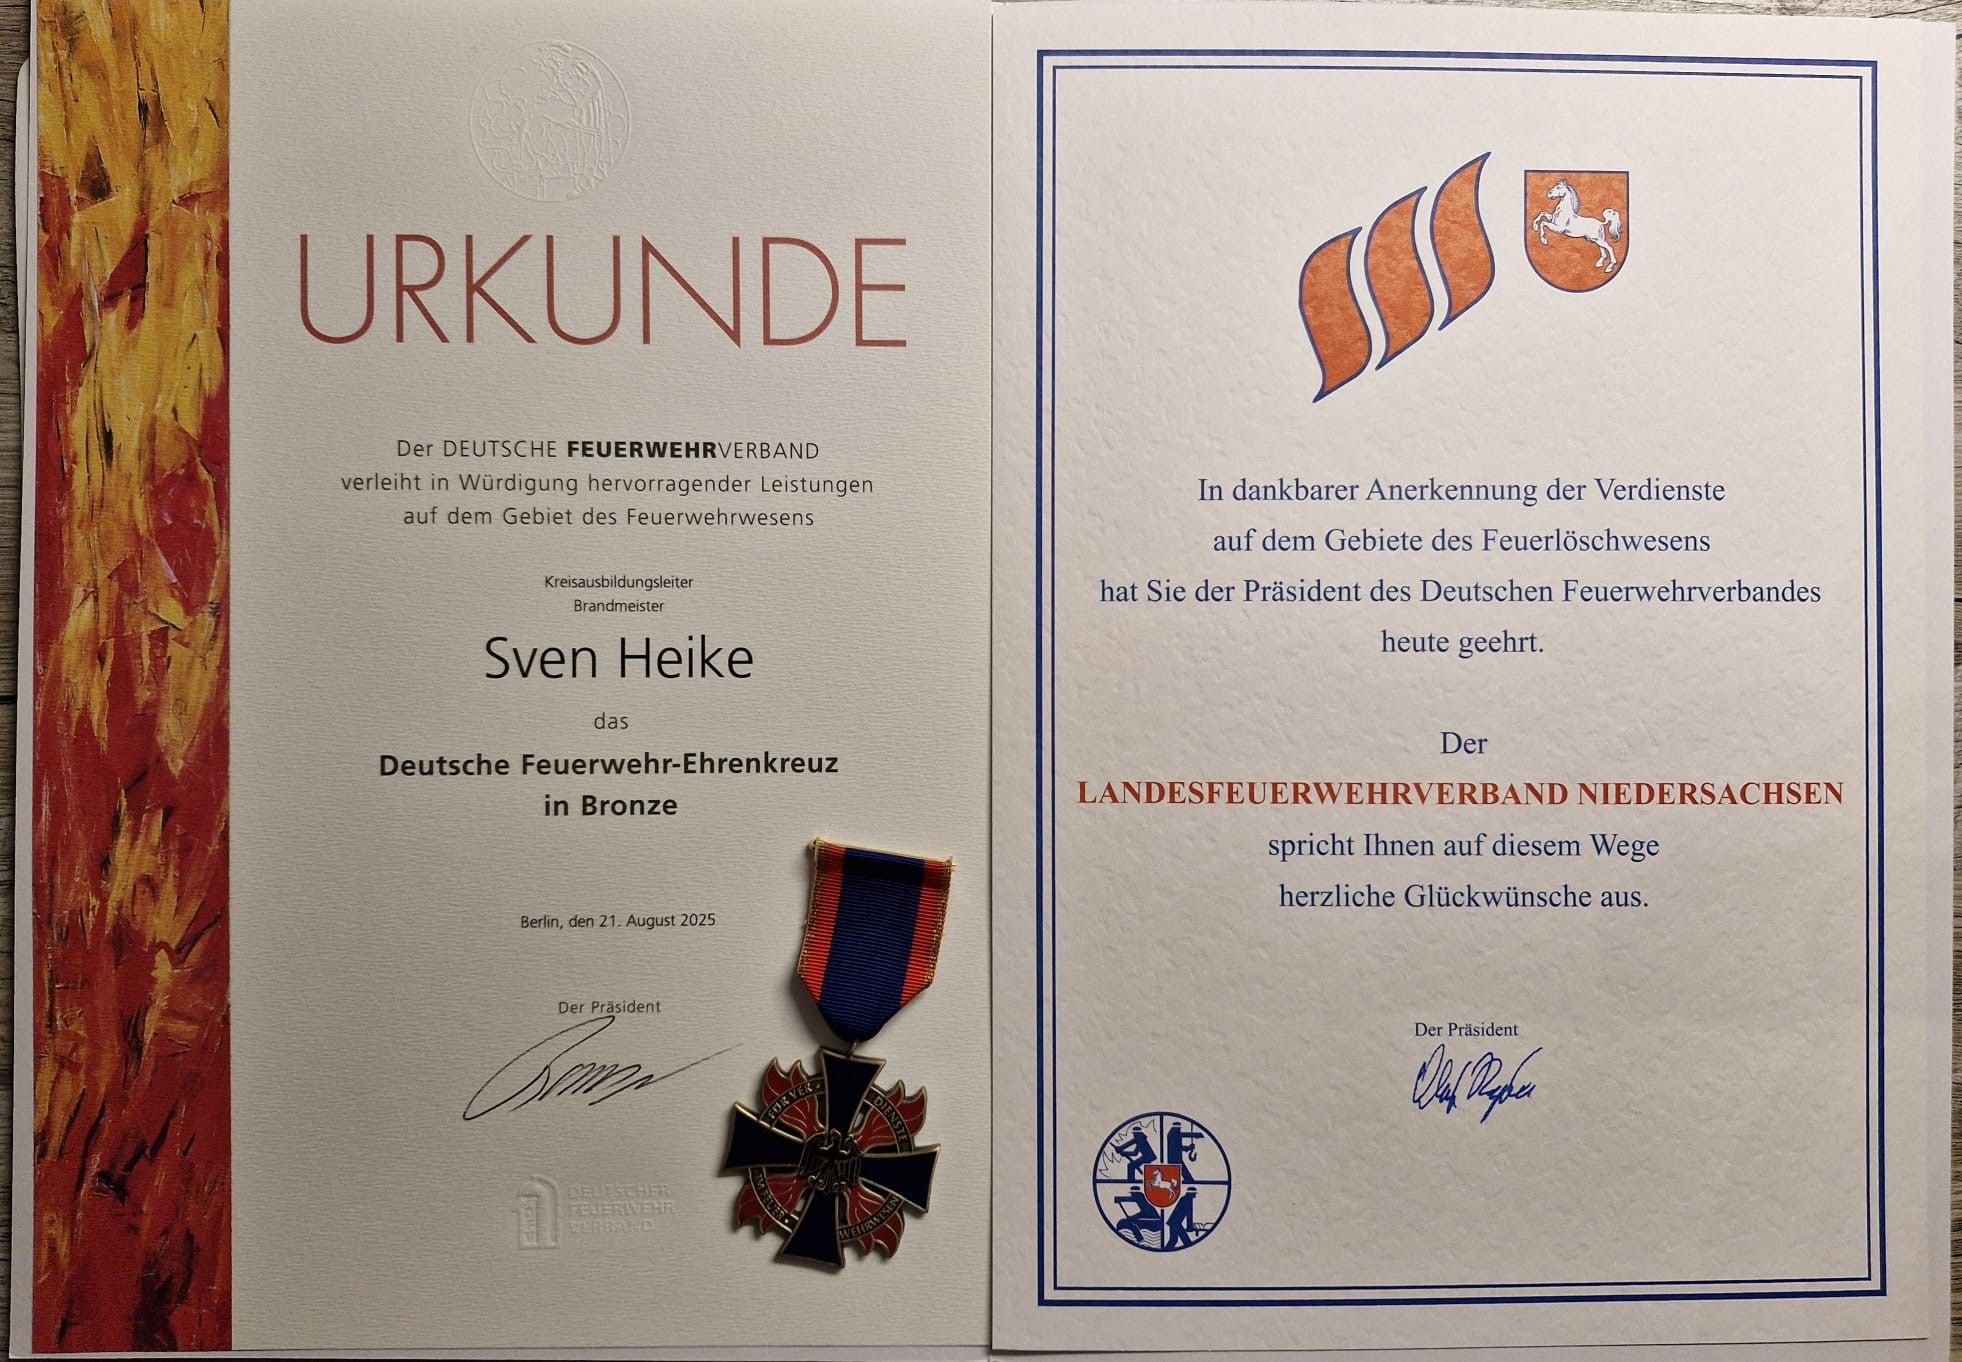 URKUNDE
Der DEUTSCHE FEUERWEHRVERBAND
verleiht in Würdigung hervorragender Leistungen
auf dem Gebiet des Feuerwehrwesens
Kreisausbildungsleiter
Brandmeister
Sven Heike
das
Deutsche Feuerwehr-Ehrenkreuz
in Bronze
Berlin, den 21. August 2025
Der Präsident
DEUTSCHER
FEUERWEHR
VERBAND
FÜR VER
DIENSTE
IM FEUER
WEHRWESEN
In dankbarer Anerkennung der Verdienste
auf dem Gebiete des Feuerlöschwesens
hat Sie der Präsident des Deutschen Feuerwehrverbandes
heute geehrt.
Der
LANDESFEUERWEHRVERBAND NIEDERSACHSEN
spricht Ihnen auf diesem Wege
herzliche Glückwünsche aus.
Der Präsident